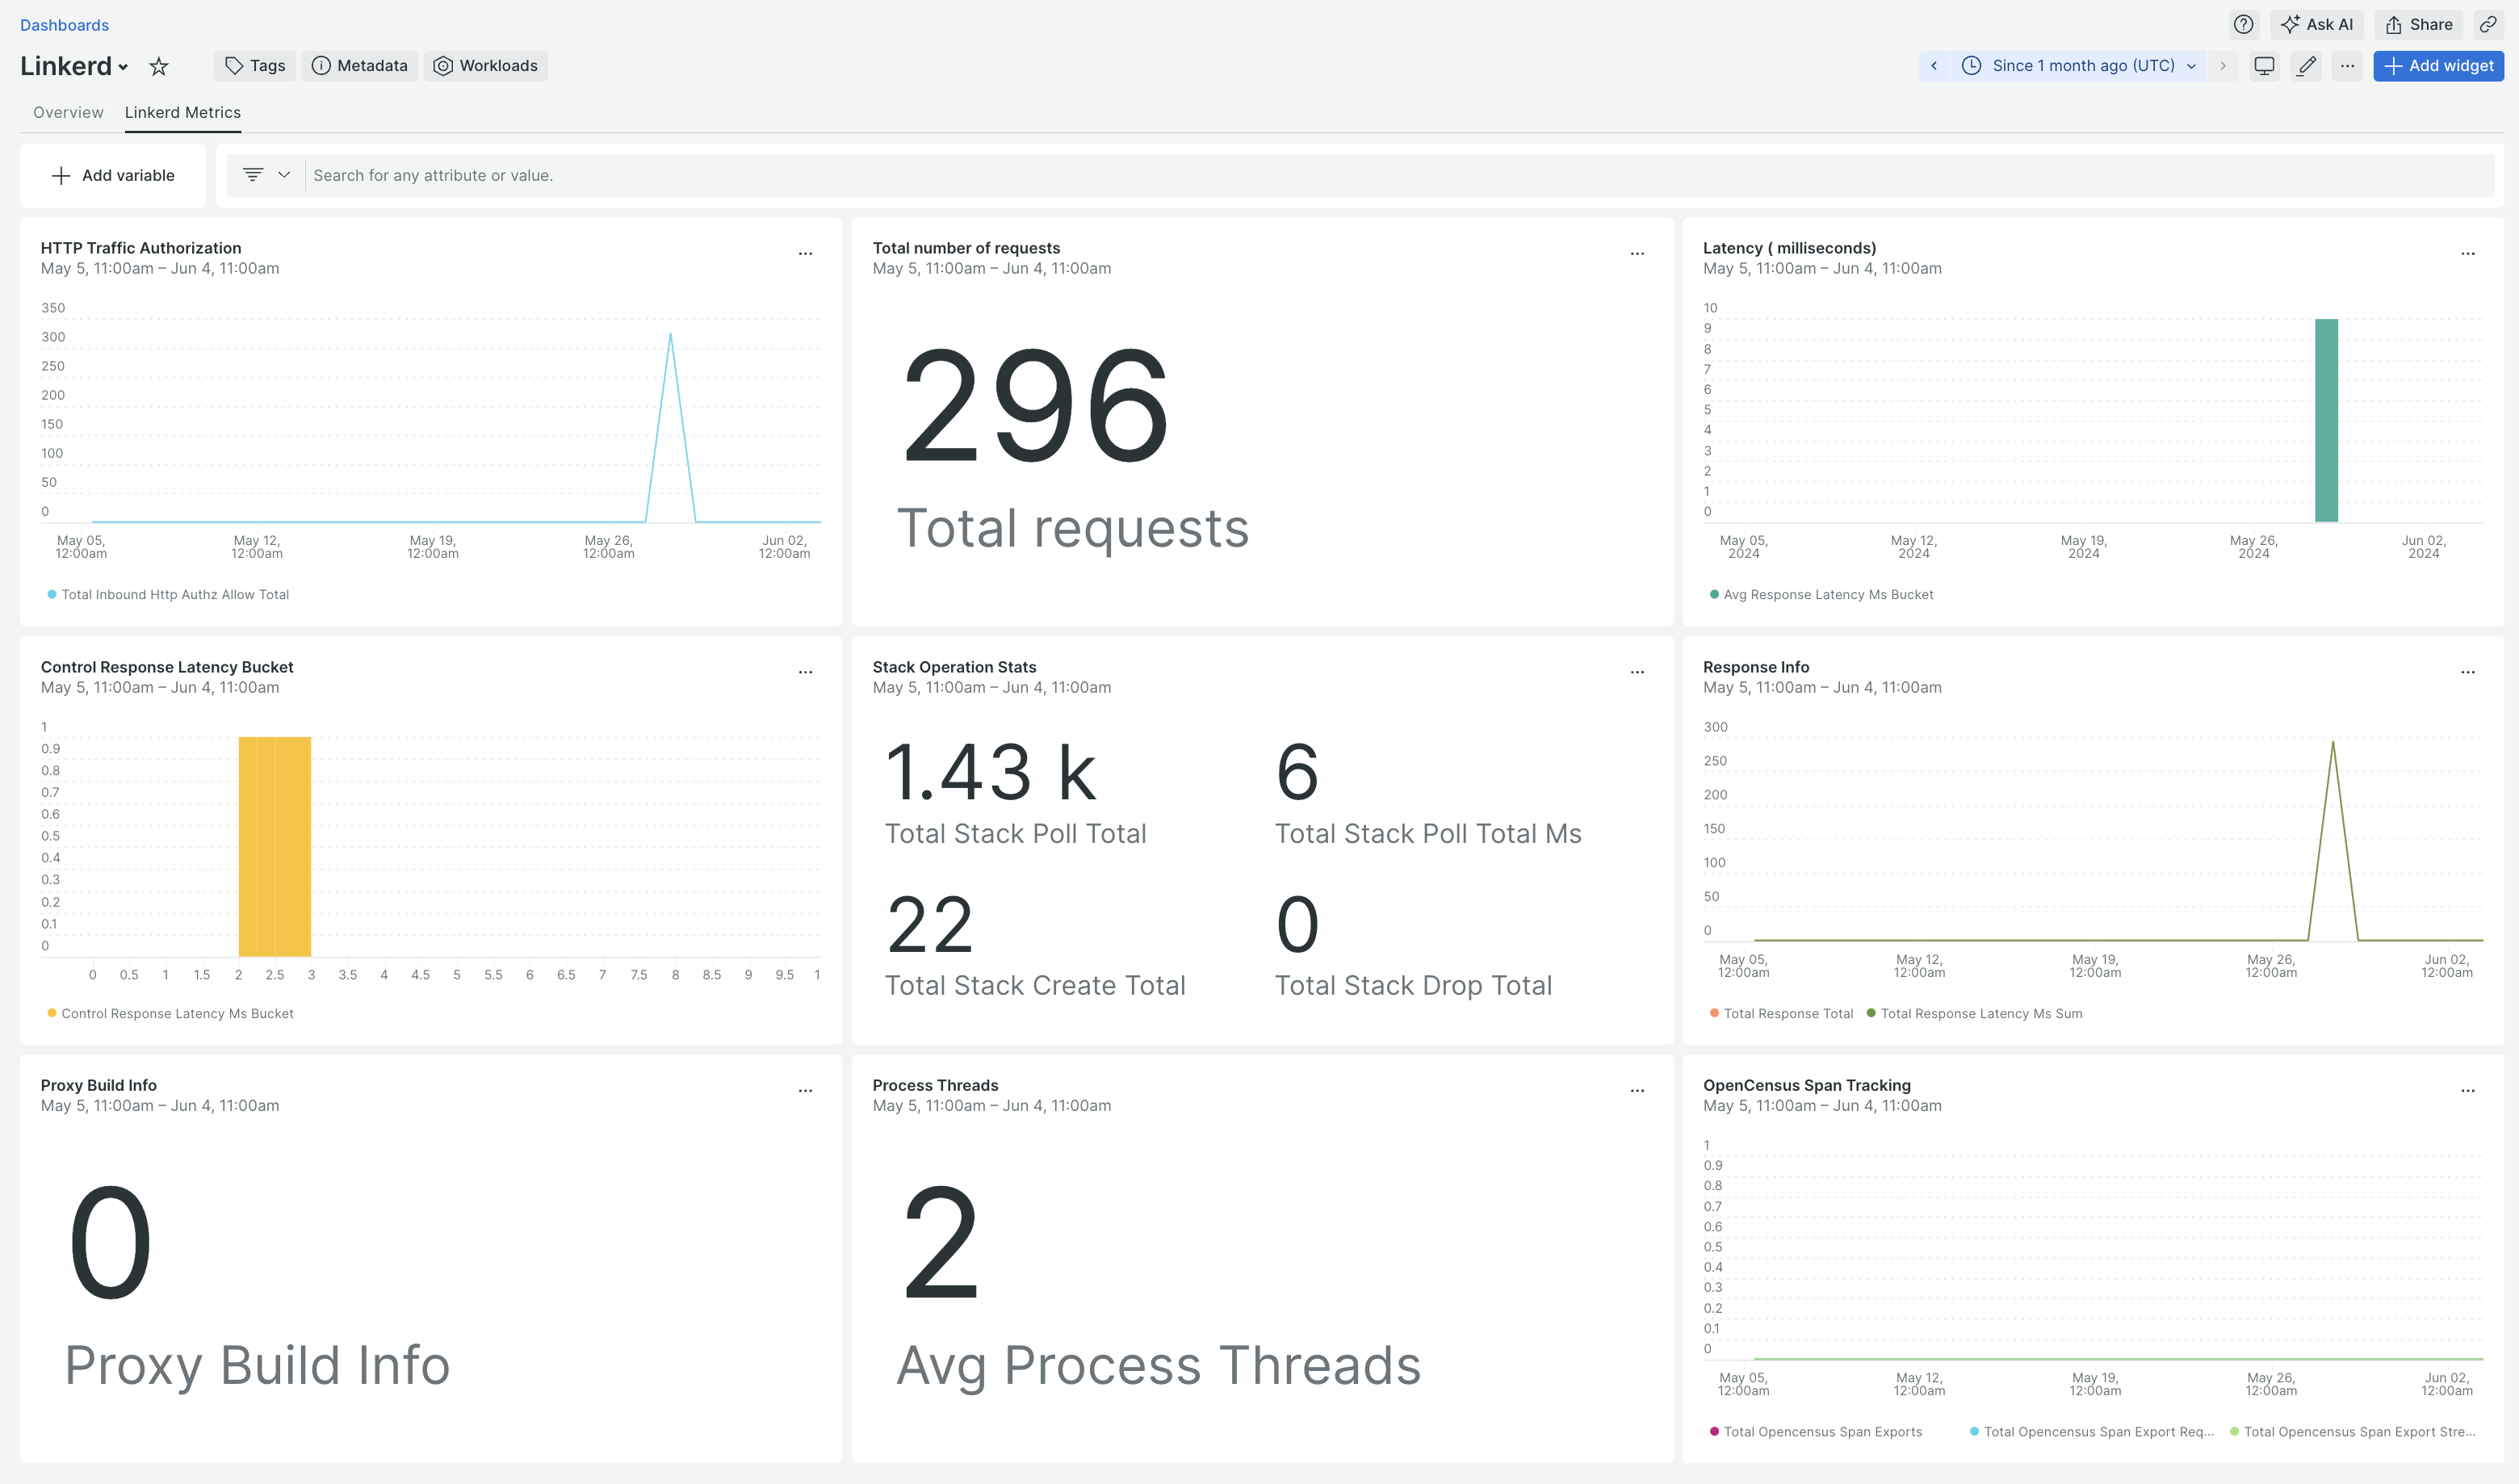 Dashboards
Ask AI
Share
Linkerd
Tags
Metadata
Workloads
Since 1 month ago (UTC)
Add widget
Overview
Linkerd Metrics
Add variable
Search for any attribute or value.
HTTP Traffic Authorization
May 5, 11:00am – Jun 4, 11:00am
350
300
250
200
150
100
50
0
May 05,
12:00am
May 12,
12:00am
May 19,
12:00am
May 26,
12:00am
Jun 02,
12:00am
Total Inbound Http Authz Allow Total
Total number of requests
May 5, 11:00am – Jun 4, 11:00am
296
Total requests
Latency ( milliseconds)
May 5, 11:00am – Jun 4, 11:00am
10
9
8
7
6
5
4
3
2
1
0
May 05,
2024
May 12,
2024
May 19,
2024
May 26,
2024
Jun 02,
2024
Avg Response Latency Ms Bucket
Control Response Latency Bucket
May 5, 11:00am – Jun 4, 11:00am
1
0.9
0.8
0.7
0.6
0.5
0.4
0.3
0.2
0.1
0
0 0.5 1 1.5 2 2.5 3 3.5 4 4.5 5 5.5 6 6.5 7 7.5 8 8.5 9 9.5 1
Control Response Latency Ms Bucket
Stack Operation Stats
May 5, 11:00am – Jun 4, 11:00am
1.43 k
Total Stack Poll Total
6
Total Stack Poll Total Ms
22
Total Stack Create Total
0
Total Stack Drop Total
Response Info
May 5, 11:00am – Jun 4, 11:00am
300
250
200
150
100
50
0
May 05,
12:00am
May 12,
12:00am
May 19,
12:00am
May 26,
12:00am
Jun 02,
12:00am
Total Response Total
Total Response Latency Ms Sum
Proxy Build Info
May 5, 11:00am – Jun 4, 11:00am
0
Proxy Build Info
Process Threads
May 5, 11:00am – Jun 4, 11:00am
2
Avg Process Threads
OpenCensus Span Tracking
May 5, 11:00am – Jun 4, 11:00am
1
0.9
0.8
0.7
0.6
0.5
0.4
0.3
0.2
0.1
0
May 05,
12:00am
May 12,
12:00am
May 19,
12:00am
May 26,
12:00am
Jun 02,
12:00am
Total Opencensus Span Exports
Total Opencensus Span Export Req...
Total Opencensus Span Export Stre...